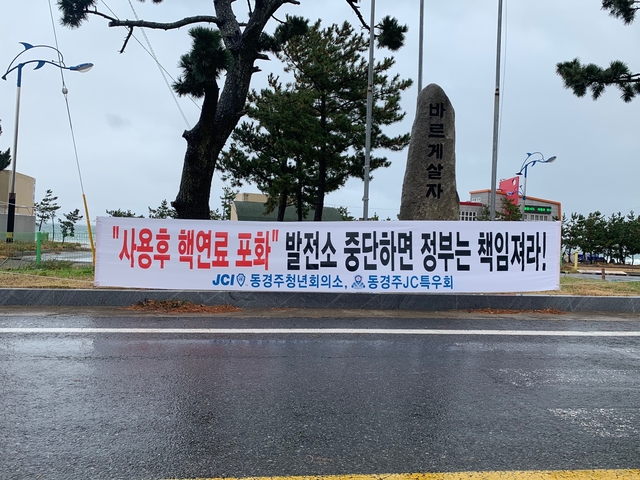 바르게살자
"사용후 핵연료 포화" 발전소 중단하면 정부는 책임져라!
JCI 동경주청년회의소, 동경주JC특우회